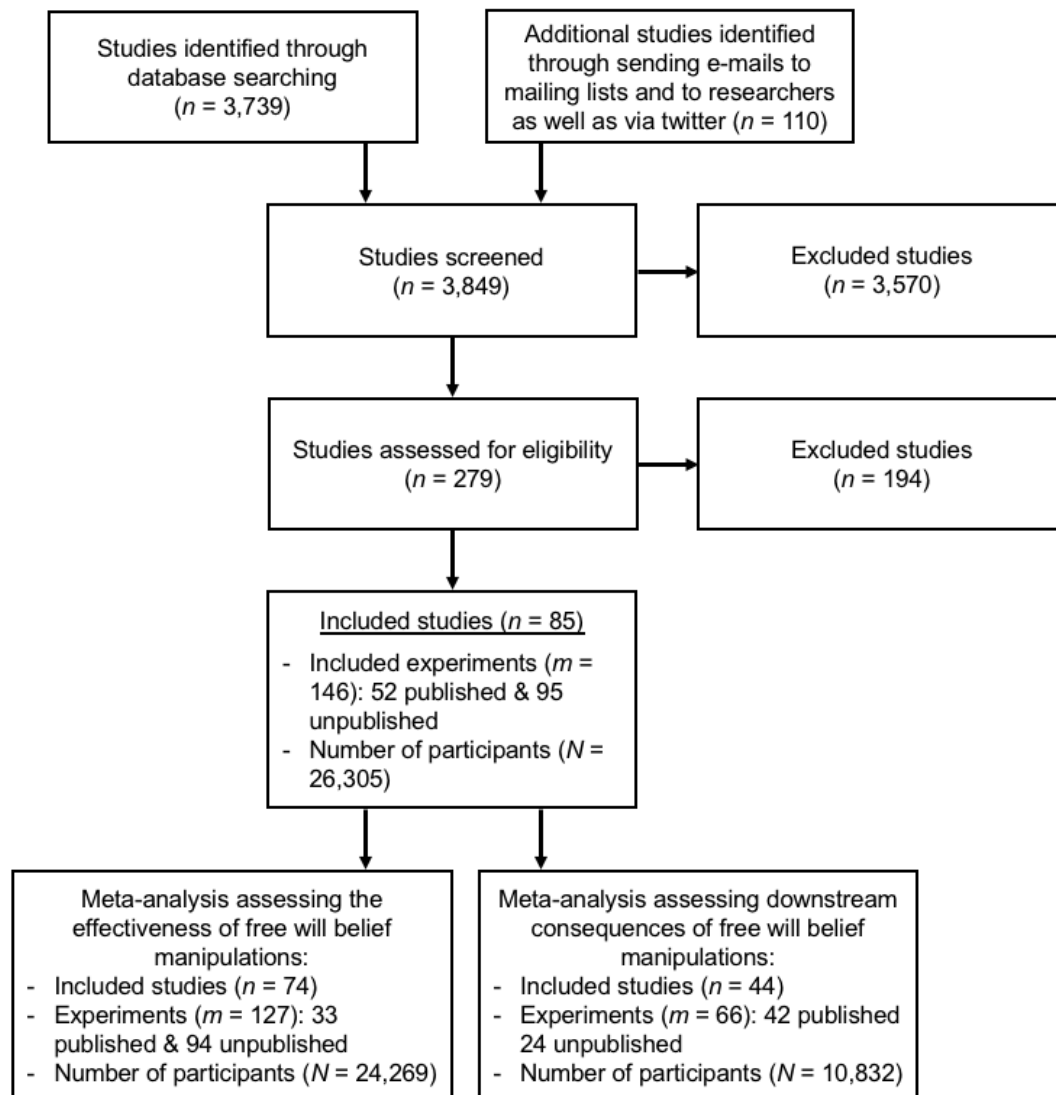 Studies identified through
database searching
(n = 3,739)
Additional studies identified
through sending e-mails to
mailing lists and to researchers
as well as via twitter (n = 110)
Studies screened
(n = 3,849)
Excluded studies
(n = 3,570)
Studies assessed for eligibility
(n = 279)
Excluded studies
(n = 194)
Included studies (n = 85)
- Included experiments (m =
146): 52 published & 95
unpublished
- Number of participants (N =
26,305)
Meta-analysis assessing the
effectiveness of free will belief
manipulations:
- Included studies (n = 74)
- Experiments (m = 127): 33
published & 94 unpublished
- Number of participants (N = 24,269)
Meta-analysis assessing downstream
consequences of free will belief
manipulations:
- Included studies (n = 44)
- Experiments (m = 66): 42 published
24 unpublished
- Number of participants (N = 10,832)